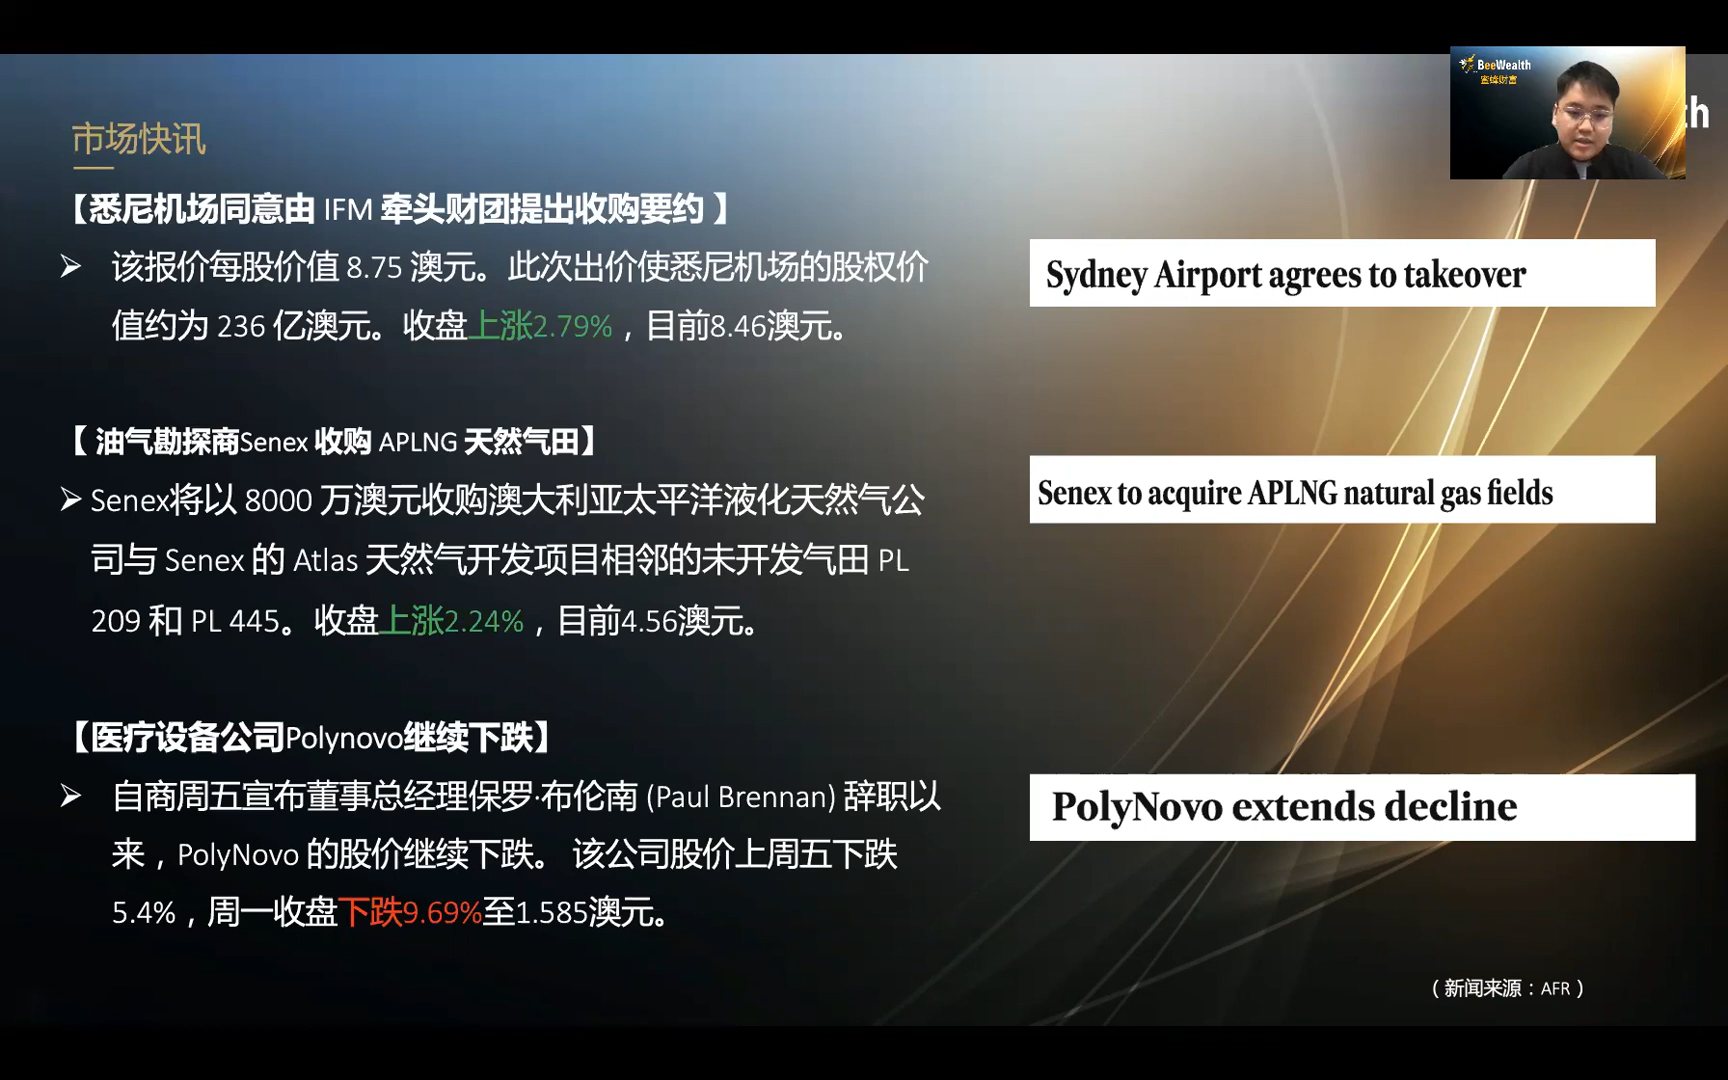 BeeWealth
蜜蜂财富
th
市场快讯
【悉尼机场同意由 IFM 牵头财团提出收购要约 】
➢ 该报价每股价值 8.75 澳元。此次出价使悉尼机场的股权价
值约为 236 亿澳元。收盘上涨2.79%，目前8.46澳元。
Sydney Airport agrees to takeover
【 油气勘探商Senex 收购 APLNG 天然气田】
➢ Senex将以 8000 万澳元收购澳大利亚太平洋液化天然气公
司与 Senex 的 Atlas 天然气开发项目相邻的未开发气田 PL
209 和 PL 445。收盘上涨2.24%，目前4.56澳元。
Senex to acquire APLNG natural gas fields
【医疗设备公司Polynovo继续下跌】
➢ 自商周五宣布董事总经理保罗·布伦南 (Paul Brennan) 辞职以
来，PolyNovo 的股价继续下跌。 该公司股价上周五下跌
5.4%，周一收盘下跌9.69%至1.585澳元。
PolyNovo extends decline
（新闻来源：AFR）